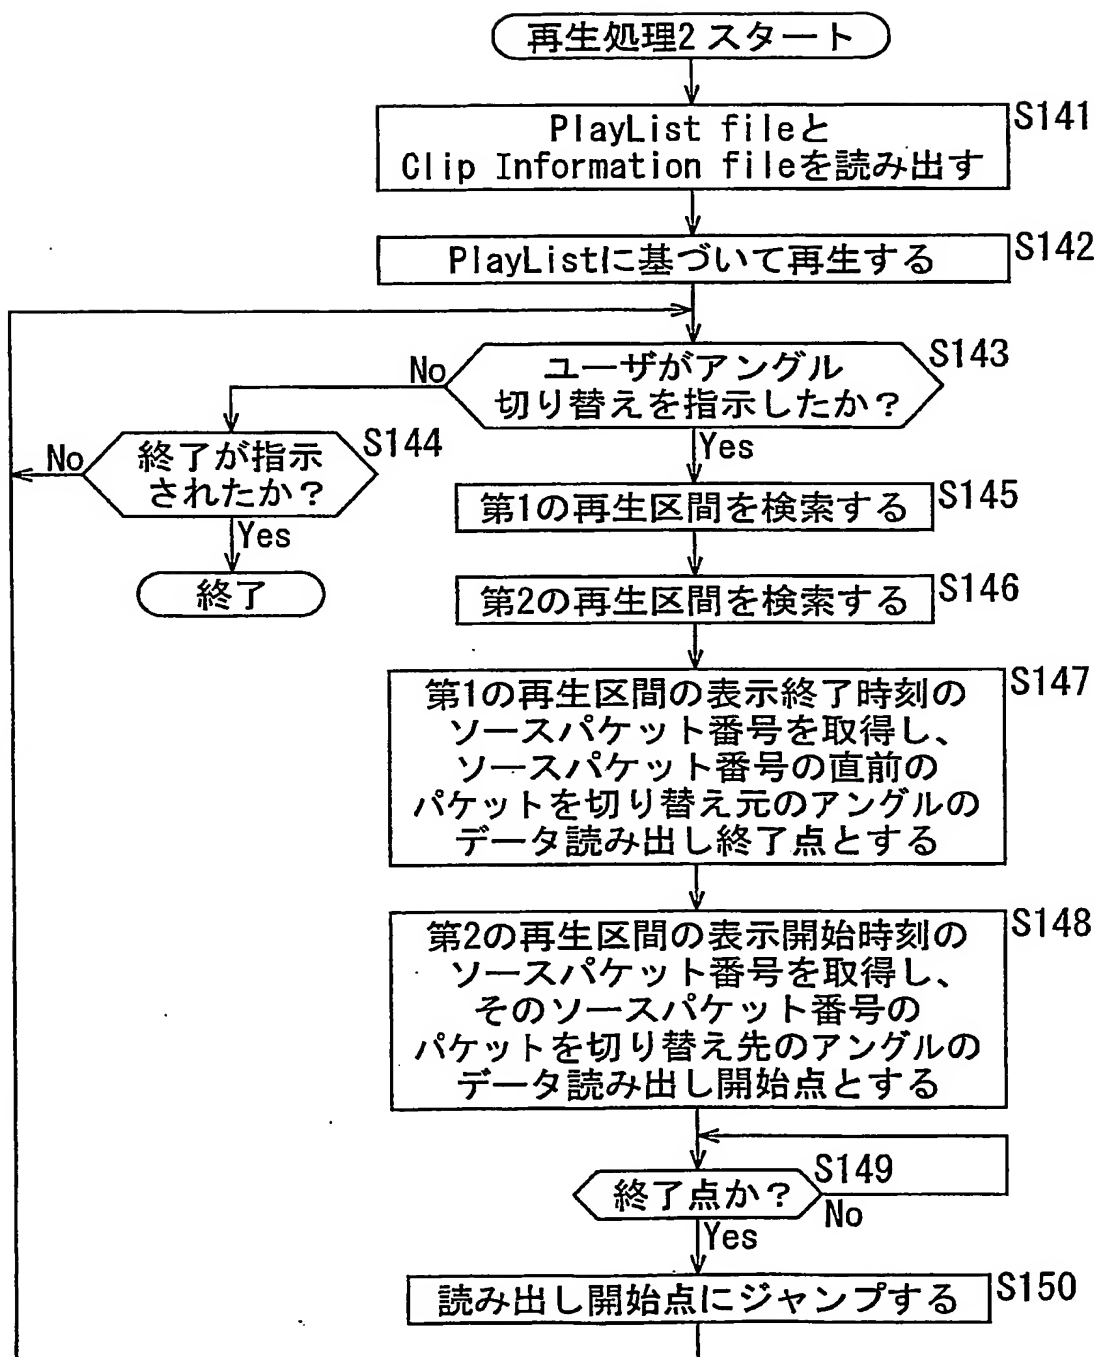 再生処理2 スタート
PlayList fileと
Clip Information fileを読み出す
S141
PlayListに基づいて再生する
S142
ユーザがアングル
切り替えを指示したか？
S143
No
Yes
終了が指示
されたか？
S144
No
Yes
終了
第1の再生区間を検索する
S145
第2の再生区間を検索する
S146
第1の再生区間の表示終了時刻の
ソースパケット番号を取得し、
ソースパケット番号の直前の
パケットを切り替え元のアングルの
データ読み出し終了点とする
S147
第2の再生区間の表示開始時刻の
ソースパケット番号を取得し、
そのソースパケット番号の
パケットを切り替え先のアングルの
データ読み出し開始点とする
S148
終了点か？
S149
No
Yes
読み出し開始点にジャンプする
S150